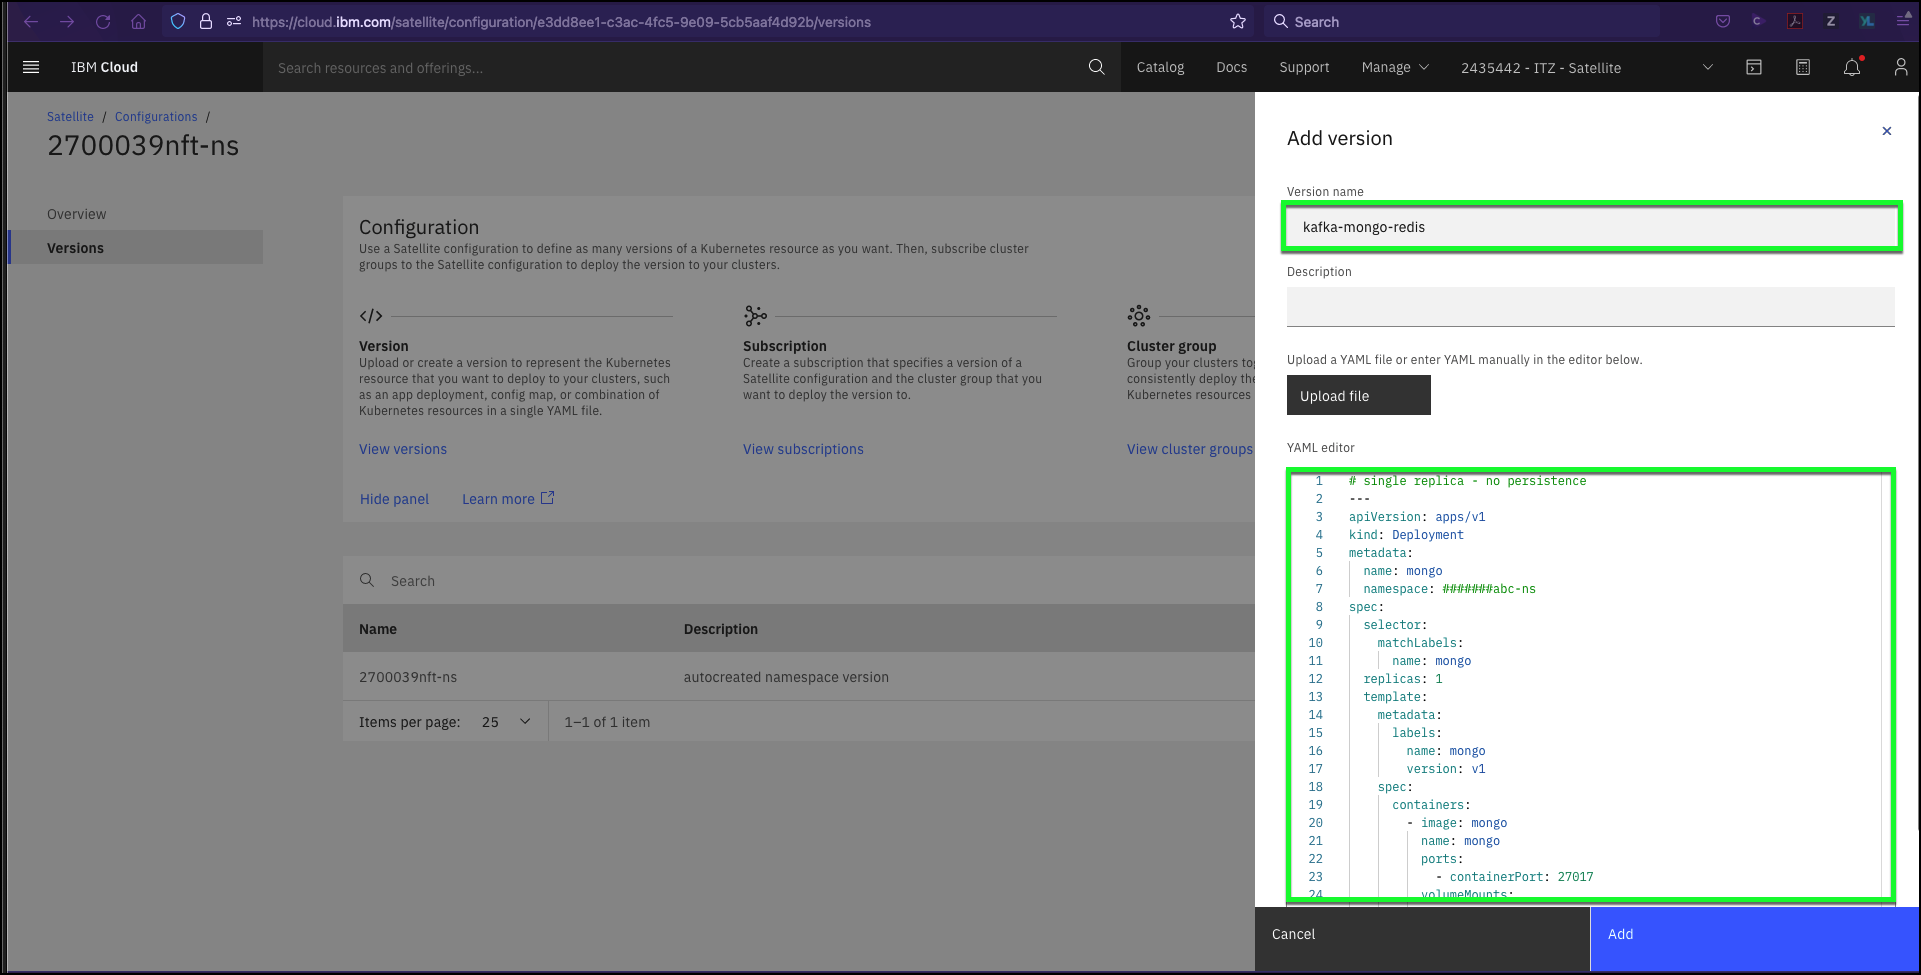 https://cloud.ibm.com/satellite/configuration/e3dd8ee1-c3ac-4fc5-9e09-5cb5aaf4d92b/versions
Search
C
Z
YL
IBM Cloud
Search resources and offerings...
Catalog
Docs
Support
Manage
2435442 - ITZ - Satellite
Satellite / Configurations /
2700039nft-ns
Overview
Versions
Configuration
Use a Satellite configuration to define as many versions of a Kubernetes resource as you want. Then, subscribe cluster
groups to the Satellite configuration to deploy the version to your clusters.
Version
Upload or create a version to represent the Kubernetes
resource that you want to deploy to your clusters, such
as an app deployment, config map, or combination of
Kubernetes resources in a single YAML file.
View versions
Subscription
Create a subscription that specifies a version of a
Satellite configuration and the cluster group that you
want to deploy the version to.
View subscriptions
Cluster group
Group your clusters to
consistently deploy the
Kubernetes resources
View cluster groups
Hide panel
Learn more
Search
Name Description
2700039nft-ns autocreated namespace version
Items per page: 25 1–1 of 1 item
Add version
Version name
kafka-mongo-redis
Description
Upload a YAML file or enter YAML manually in the editor below.
Upload file
YAML editor
1 # single replica - no persistence
2 ---
3 apiVersion: apps/v1
4 kind: Deployment
5 metadata:
6 name: mongo
7 namespace: #######abc-ns
8 spec:
9 selector:
10 matchLabels:
11 name: mongo
12 replicas: 1
13 template:
14 metadata:
15 labels:
16 name: mongo
17 version: v1
18 spec:
19 containers:
20 - image: mongo
21 name: mongo
22 ports:
23 - containerPort: 27017
24 volumeMounts:
Cancel
Add